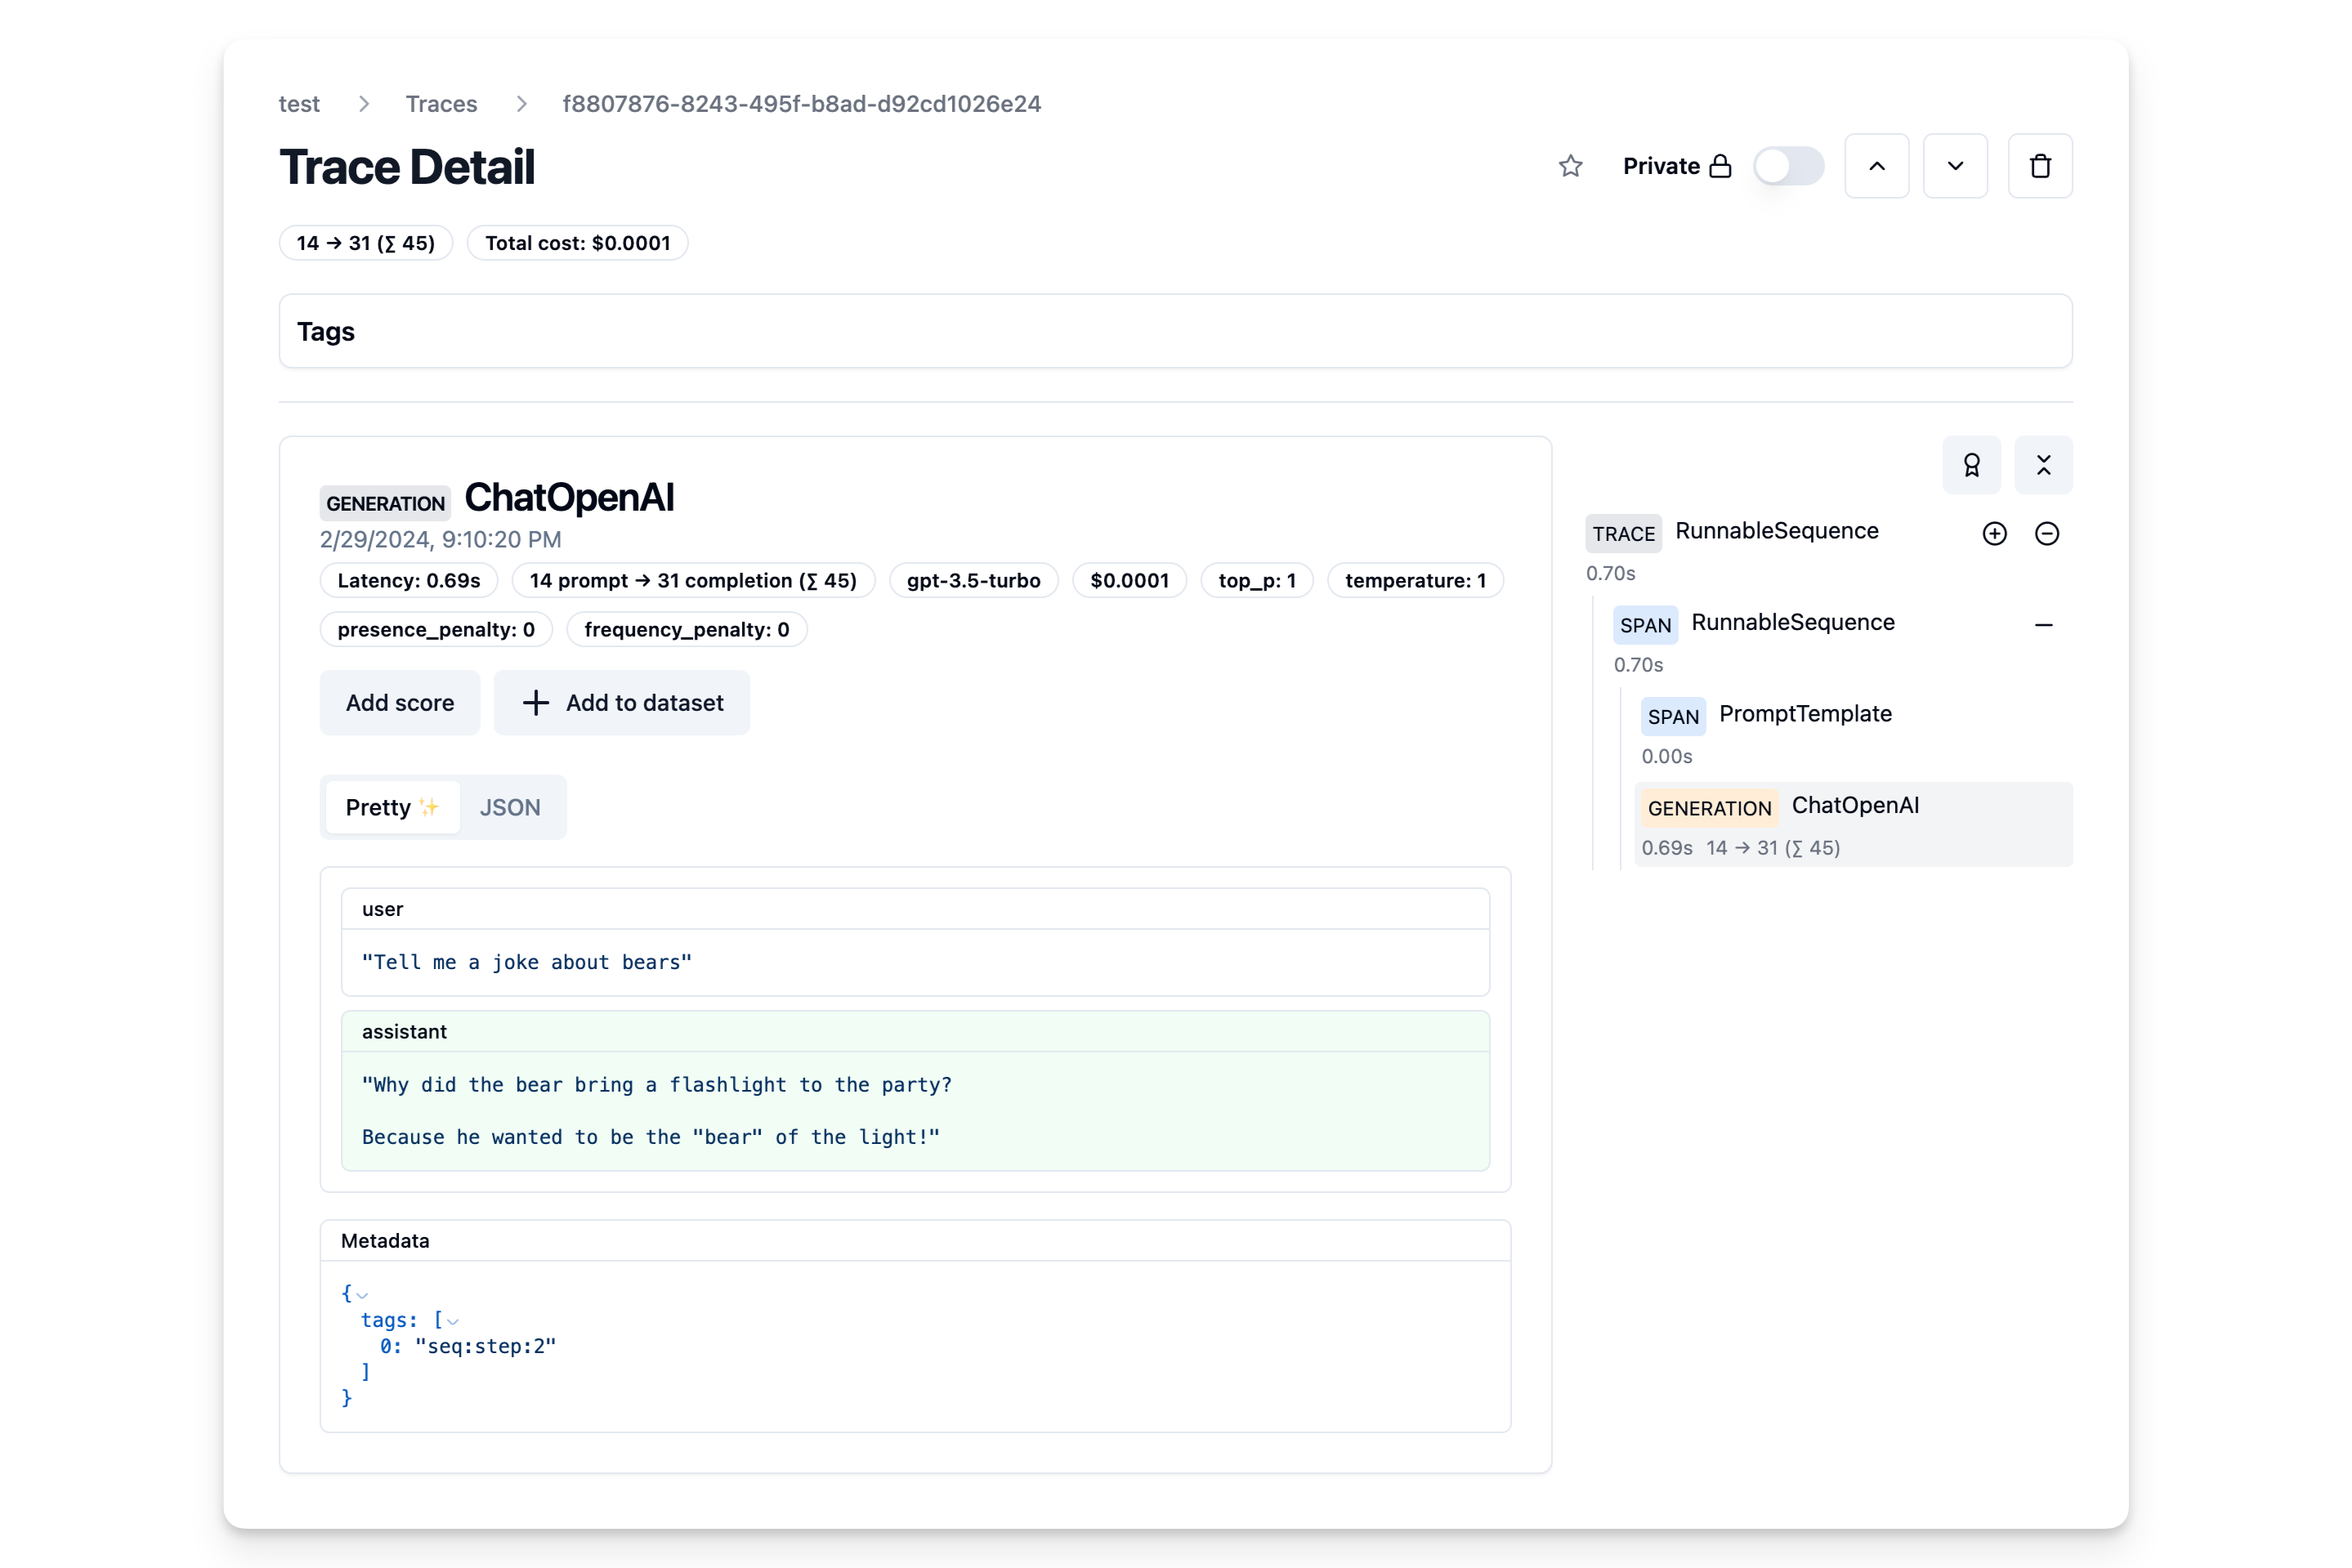 test > Traces > f8807876-8243-495f-b8ad-d92cd1026e24
Trace Detail
Private
14 → 31 (∑ 45) Total cost: $0.0001
Tags
GENERATION ChatOpenAI
2/29/2024, 9:10:20 PM
Latency: 0.69s 14 prompt → 31 completion (∑ 45) gpt-3.5-turbo $0.0001 top_p: 1 temperature: 1
presence_penalty: 0 frequency_penalty: 0
Add score + Add to dataset
Pretty ✨ JSON
user
"Tell me a joke about bears"
assistant
"Why did the bear bring a flashlight to the party?
Because he wanted to be the "bear" of the light!"
Metadata
{
tags: [
0: "seq:step:2"
]
}
TRACE RunnableSequence
0.70s
SPAN RunnableSequence
0.70s
SPAN PromptTemplate
0.00s
GENERATION ChatOpenAI
0.69s 14 → 31 (∑ 45)